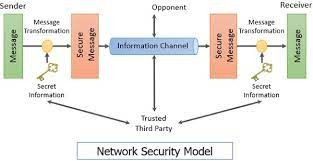 Sender
Opponent
Receiver
Message
Transformation
Message
Transformation
Message
Secure
Message
Information Channel
Secure
Message
Message
Secret
Information
Secret
Information
Trusted
Third Party
Network Security Model